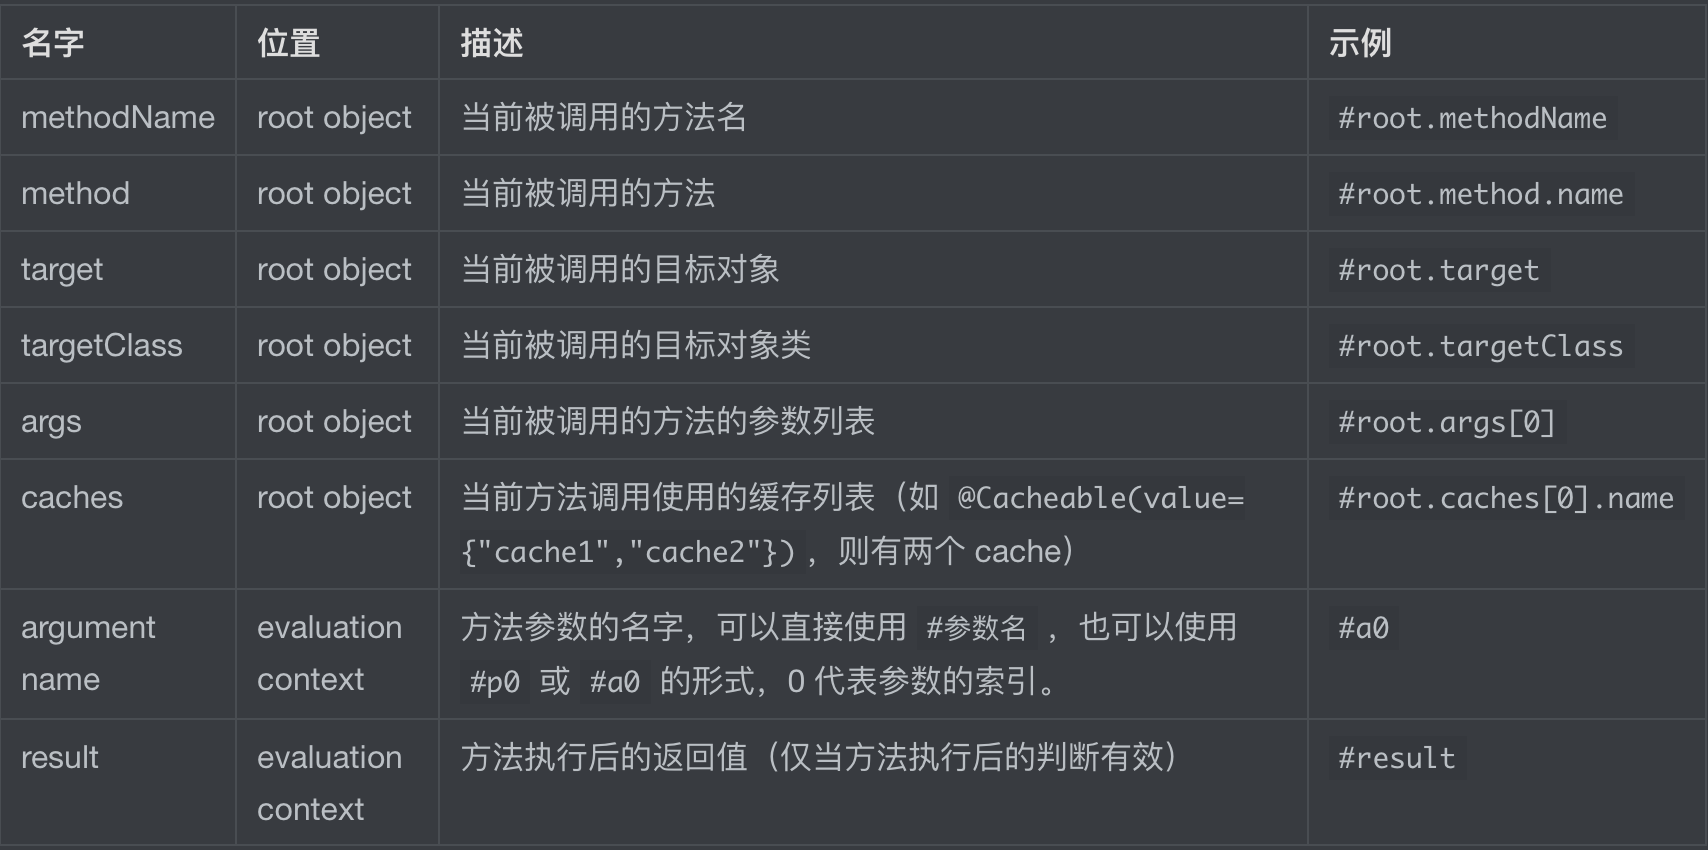 名字 位置 描述 示例
methodName root object 当前被调用的方法名 #root.methodName
method root object 当前被调用的方法 #root.method.name
target root object 当前被调用的目标对象 #root.target
targetClass root object 当前被调用的目标对象类 #root.targetClass
args root object 当前被调用的方法的参数列表 #root.args[0]
caches root object 当前方法调用使用的缓存列表（如 @Cacheable(value= #root.caches[0].name
{"cache1","cache2"})，则有两个 cache）
argument evaluation 方法参数的名字，可以直接使用 #参数名 ，也可以使用 #a0
name context #p0 或 #a0 的形式，0 代表参数的索引。
result evaluation 方法执行后的返回值（仅当方法执行后的判断有效） #result
context